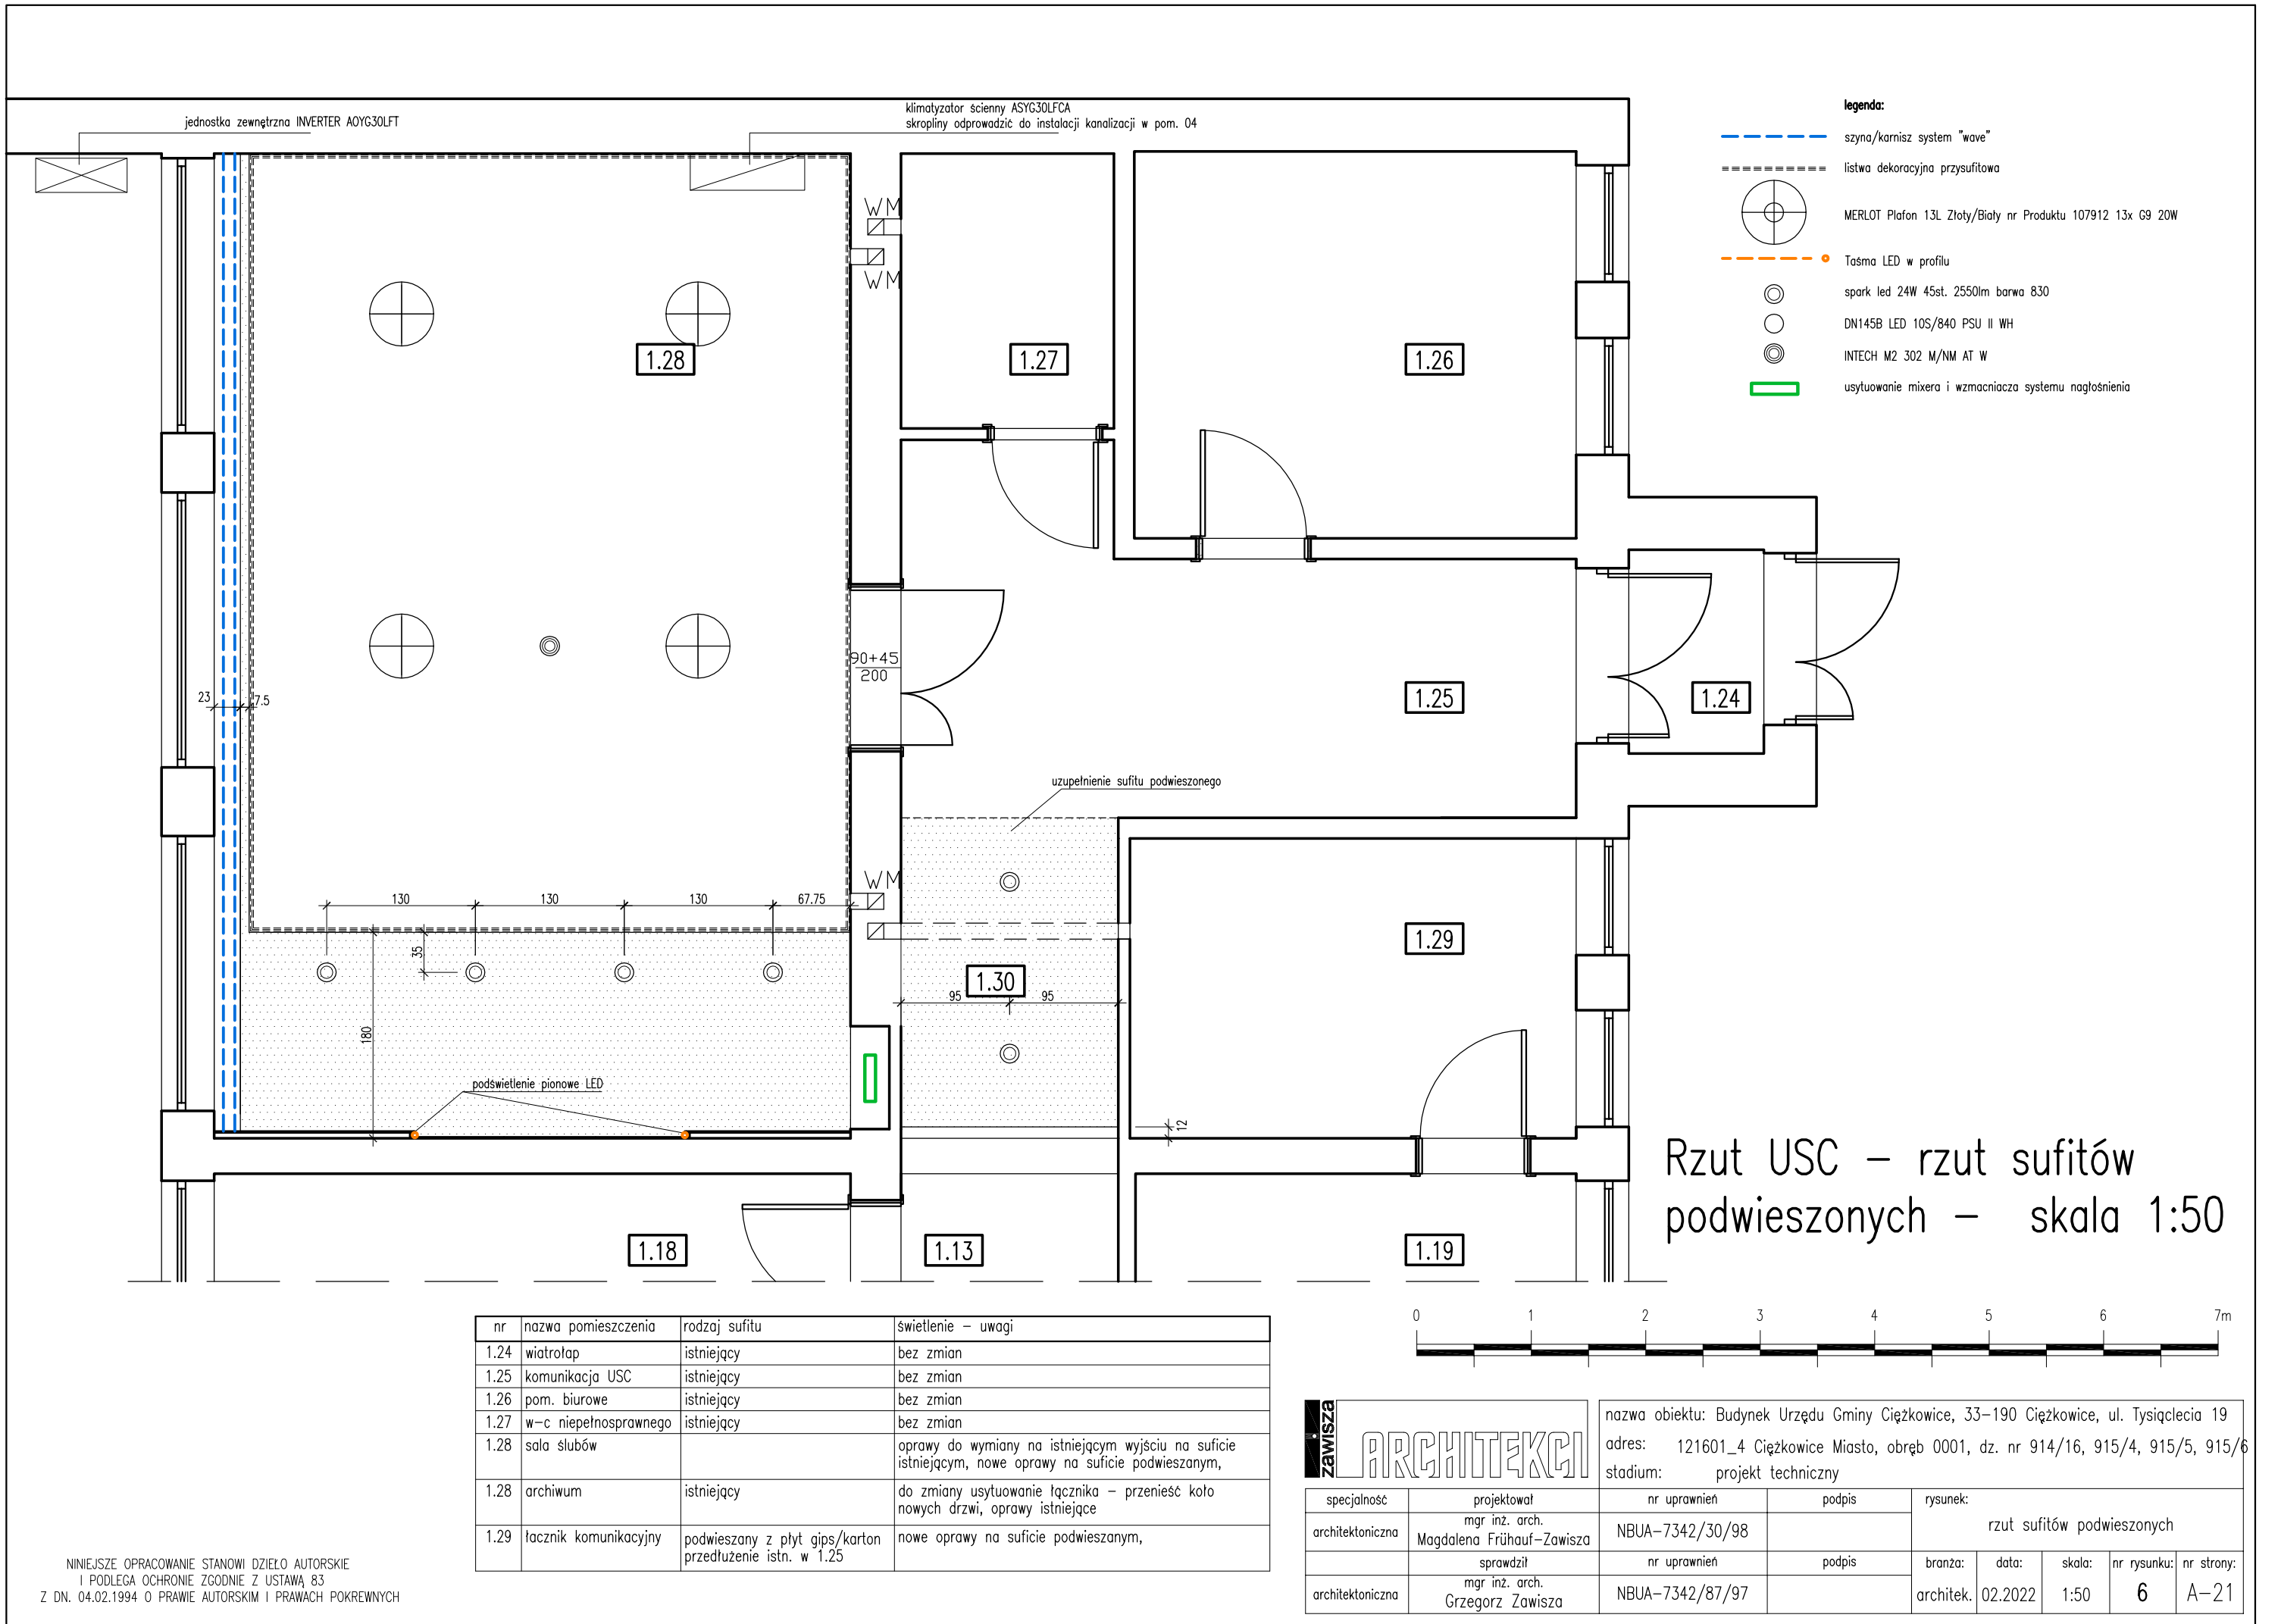 jednostka zewnętrzna INVERTER AOYG30LFT
klimatyzator ścienny ASYG30LFCA
skropliny odprowadzić do instalacji kanalizacji w pom. 04
legenda:
szyna/karnisz system "wave"
listwa dekoracyjna przysufitowa
MERLOT Plafon 13L Złoty/Biały nr Produktu 107912 13x G9 20W
Taśma LED w profilu
spark led 24W 45st. 2550lm barwa 830
DN145B LED 10S/840 PSU II WH
INTECH M2 302 M/NM AT W
usytuowanie mixera i wzmacniacza systemu nagłośnienia
WM
WM
1.28
1.27
1.26
90+45
200
23
7.5
1.25
1.24
uzupełnienie sufitu podwieszonego
WM
130
130
130
67.75
35
1.29
1.30
95
95
180
podświetlenie pionowe LED
12
Rzut USC – rzut sufitów
podwieszonych – skala 1:50
1.18
1.13
1.19
0 1 2 3 4 5 6 7m
nr nazwa pomieszczenia rodzaj sufitu świetlenie – uwagi
1.24 wiatrołap istniejący bez zmian
1.25 komunikacja USC istniejący bez zmian
1.26 pom. biurowe istniejący bez zmian
1.27 w–c niepełnosprawnego istniejący bez zmian
1.28 sala ślubów oprawy do wymiany na istniejącym wyjściu na suficie
istniejącym, nowe oprawy na suficie podwieszanym,
1.28 archiwum istniejący do zmiany usytuowanie łącznika – przenieść koło
nowych drzwi, oprawy istniejące
1.29 łacznik komunikacyjny podwieszany z płyt gips/karton nowe oprawy na suficie podwieszanym,
przedłużenie istn. w 1.25
NINIEJSZE OPRACOWANIE STANOWI DZIEŁO AUTORSKIE
I PODLEGA OCHRONIE ZGODNIE Z USTAWĄ 83
Z DN. 04.02.1994 O PRAWIE AUTORSKIM I PRAWACH POKREWNYCH
zawisza
ARCHITEKCI
nazwa obiektu: Budynek Urzędu Gminy Ciężkowice, 33–190 Ciężkowice, ul. Tysiąclecia 19
adres: 121601_4 Ciężkowice Miasto, obręb 0001, dz. nr 914/16, 915/4, 915/5, 915/6
stadium: projekt techniczny
specjalność projektował nr uprawnień podpis rysunek:
architektoniczna mgr inż. arch.
Magdalena Frühauf–Zawisza NBUA–7342/30/98 rzut sufitów podwieszonych
sprawdził nr uprawnień podpis branża: data: skala: nr rysunku: nr strony:
architektoniczna mgr inż. arch.
Grzegorz Zawisza NBUA–7342/87/97 architek. 02.2022 1:50 6 A–21